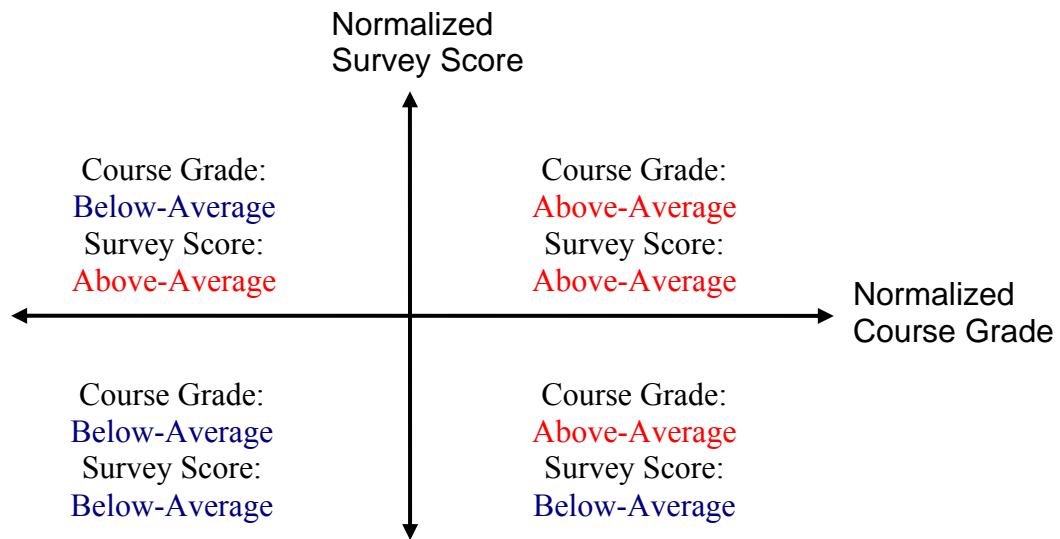 Normalized
Survey Score
Course Grade:
Below-Average
Survey Score:
Above-Average
Course Grade:
Above-Average
Survey Score:
Above-Average
Normalized
Course Grade
Course Grade:
Below-Average
Survey Score:
Below-Average
Course Grade:
Above-Average
Survey Score:
Below-Average